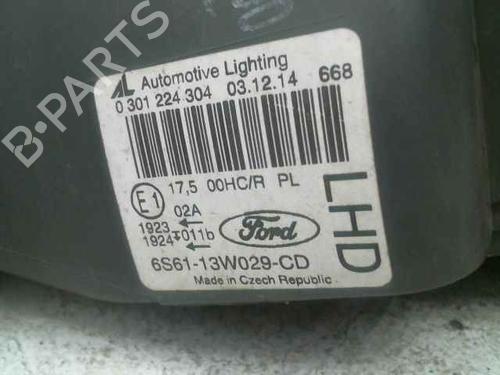 AL Automotive Lighting
0 301 224 304 03.12.14 668
E1 17,5 00HC/R PL
02A
1923
1924 011b
Ford
6S61-13W029-CD
Made in Czech Republic
LHD
B-PARTS